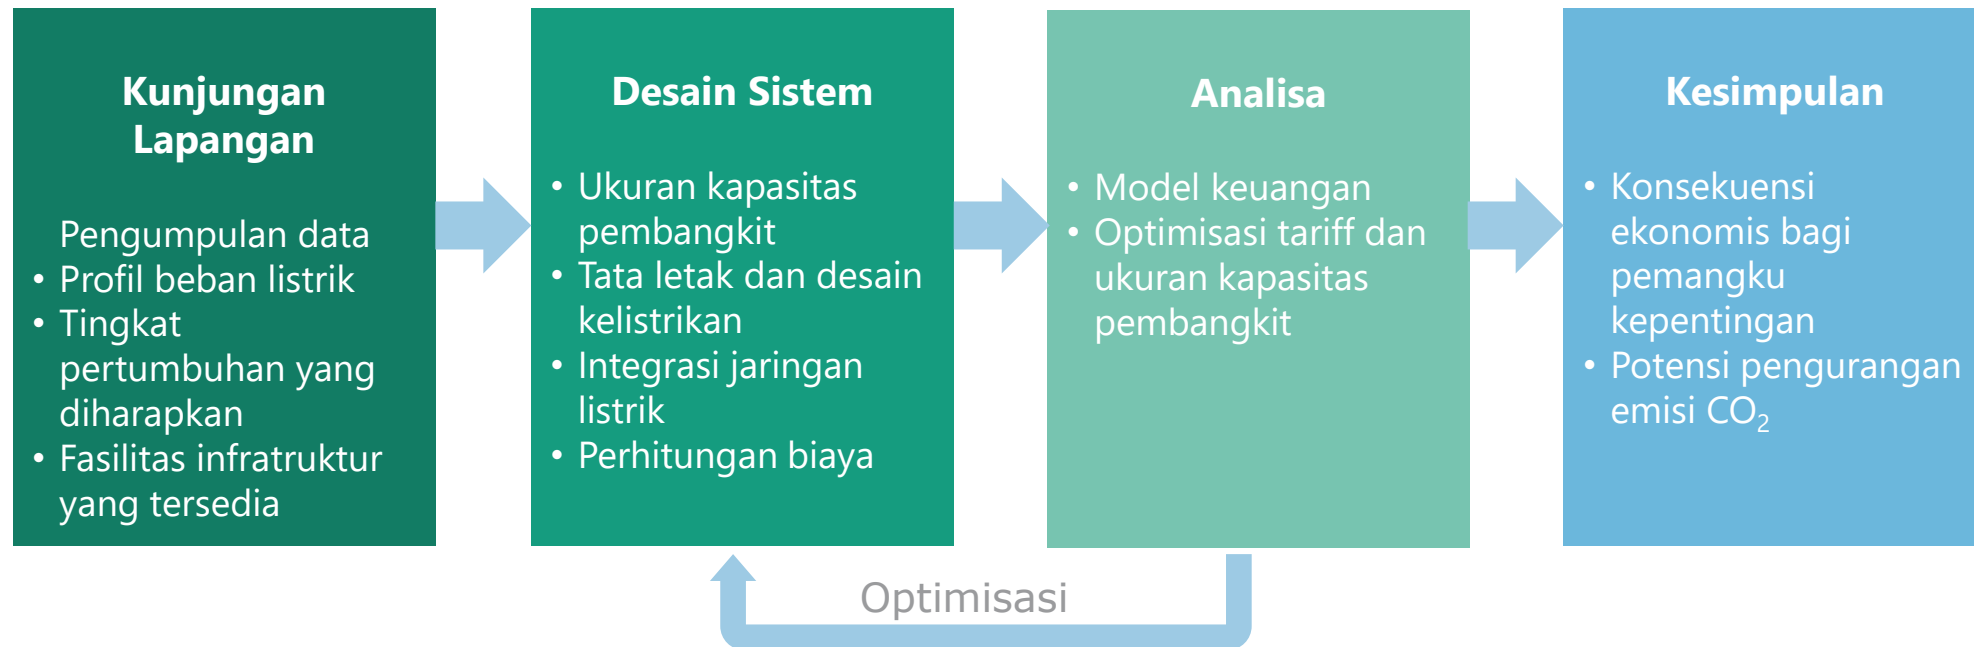 Kunjungan
Lapangan
Pengumpulan data
• Profil beban listrik
• Tingkat
pertumbuhan yang
diharapkan
• Fasilitas infratruktur
yang tersedia
Desain Sistem
• Ukuran kapasitas
pembangkit
• Tata letak dan desain
kelistrikan
• Integrasi jaringan
listrik
• Perhitungan biaya
Analisa
• Model keuangan
• Optimisasi tariff dan
ukuran kapasitas
pembangkit
Kesimpulan
• Konsekuensi
ekonomis bagi
pemangku
kepentingan
• Potensi pengurangan
emisi CO₂
Optimisasi